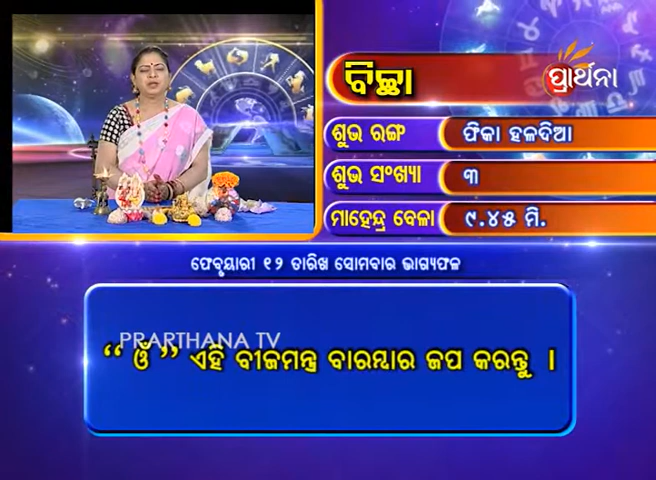 ବିଚ୍ଛା
ପ୍ରାର୍ଥନା
ଶୁଭ ରଙ୍ଗ ଫିକା ହଳଦିଆ
ଶୁଭ ସଂଖ୍ୟା ୩
ମାହେନ୍ଦ୍ର ବେଳା ୯.୪୫ ମି.
ଫେବୃୟାରୀ ୧୨ ତାରିଖ ସୋମବାର ଭାଗ୍ୟଫଳ
PRARTHANA TV
“ ଓଁ ” ଏହି ବୀଜମନ୍ତ୍ର ବାରମ୍ବାର ଜପ କରନ୍ତୁ ।